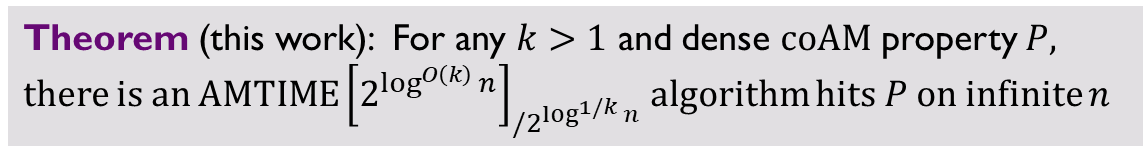 Theorem (this work): For any k > 1 and dense coAM property P,
there is an AMTIME [2^{log^{O(k)} n}]_{/2^{log^{1/k} n}} algorithm hits P on infinite n